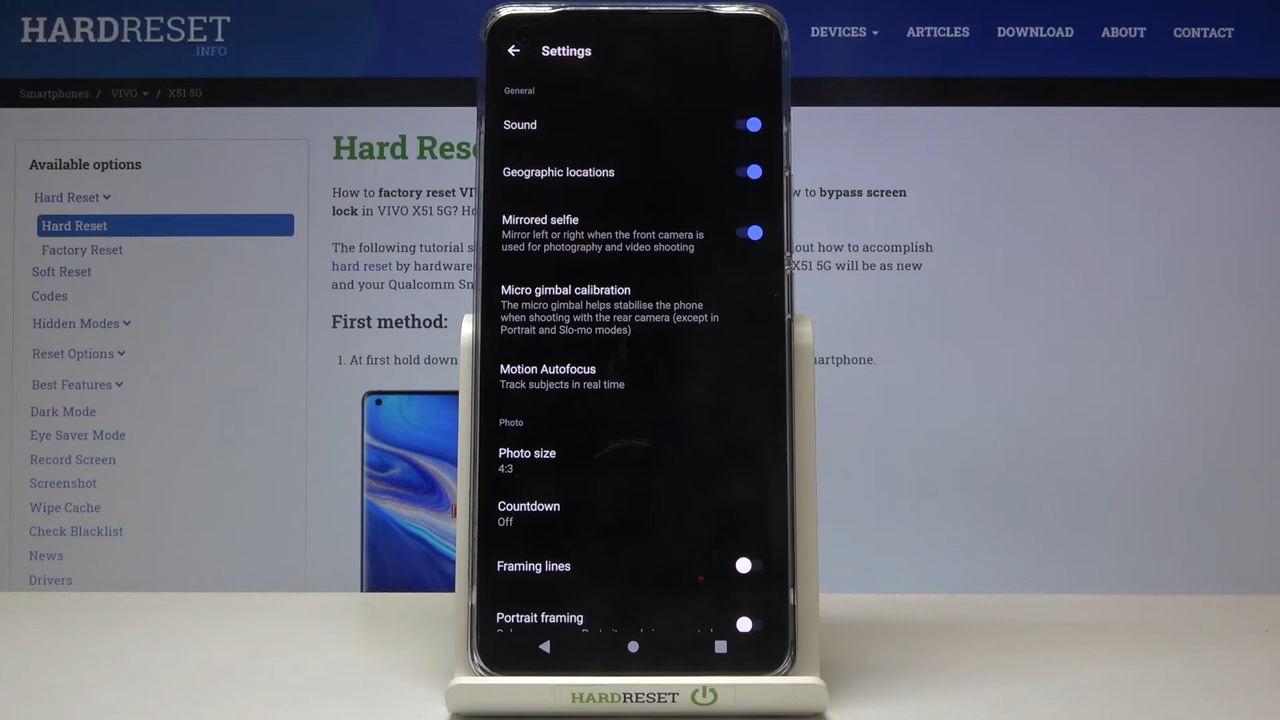 HARDRESET
.INFO
DEVICES
ARTICLES
DOWNLOAD
ABOUT
CONTACT
Smartphones / VIVO / X51 5G
Available options
Hard Reset
Hard Reset
Factory Reset
Soft Reset
Codes
Hidden Modes
Reset Options
Best Features
Dark Mode
Eye Saver Mode
Record Screen
Screenshot
Wipe Cache
Check Blacklist
News
Drivers
Hard Res
How to factory reset VI
w to bypass screen
lock in VIVO X51 5G? Ho
The following tutorial s
out how to accomplish
hard reset by hardware
X51 5G will be as new
and your Qualcomm Sn
First method:
1. At first hold down
martphone.
Settings
General
Sound
Geographic locations
Mirrored selfie
Mirror left or right when the front camera is
used for photography and video shooting
Micro gimbal calibration
The micro gimbal helps stabilise the phone
when shooting with the rear camera (except in
Portrait and Slo-mo modes)
Motion Autofocus
Track subjects in real time
Photo
Photo size
4:3
Countdown
Off
Framing lines
Portrait framing
HARDRESET